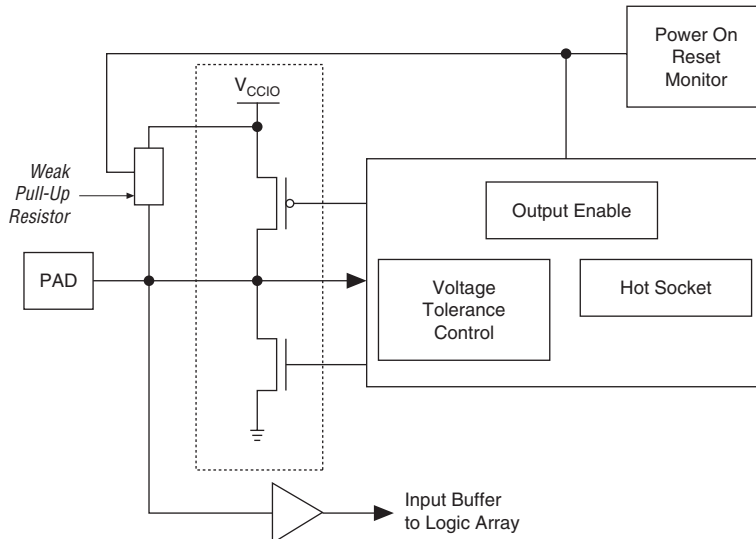 Power On
Reset
Monitor
V_CCIO
Weak
Pull-Up
Resistor
Output Enable
PAD
Voltage
Tolerance
Control
Hot Socket
Input Buffer
to Logic Array